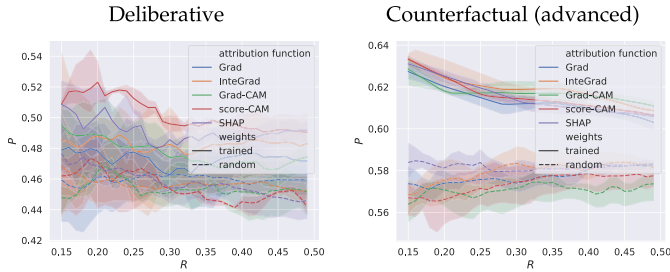 Deliberative
Counterfactual (advanced)
0.54
0.52
0.50
0.48
0.46
0.44
0.42
P
0.15 0.20 0.25 0.30 0.35 0.40 0.45 0.50
R
attribution function
Grad
InteGrad
Grad-CAM
score-CAM
SHAP
weights
trained
random
0.64
0.62
0.60
0.58
0.56
P
0.15 0.20 0.25 0.30 0.35 0.40 0.45 0.50
R
attribution function
Grad
InteGrad
Grad-CAM
score-CAM
SHAP
weights
trained
random